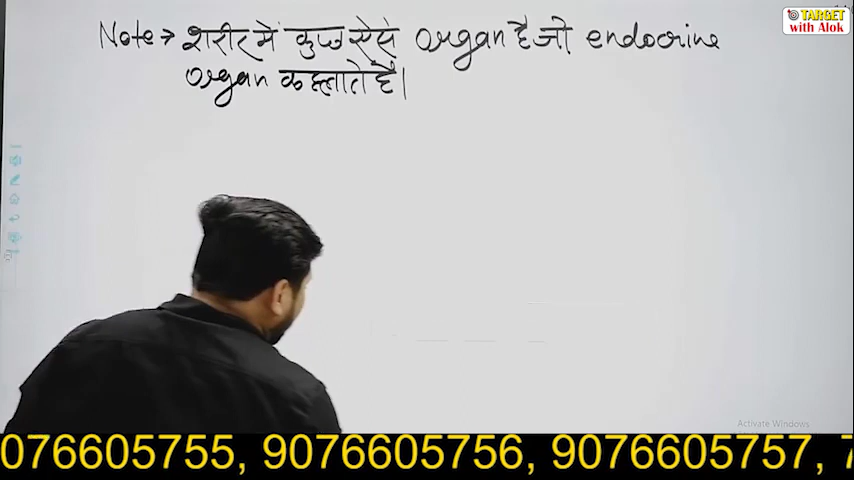 TARGET
with Alok
Note → शरीर में कुछ ऐसे organ है जो endocrine
organ कहलाते है।
Activate Windows
076605755, 9076605756, 9076605757, 7